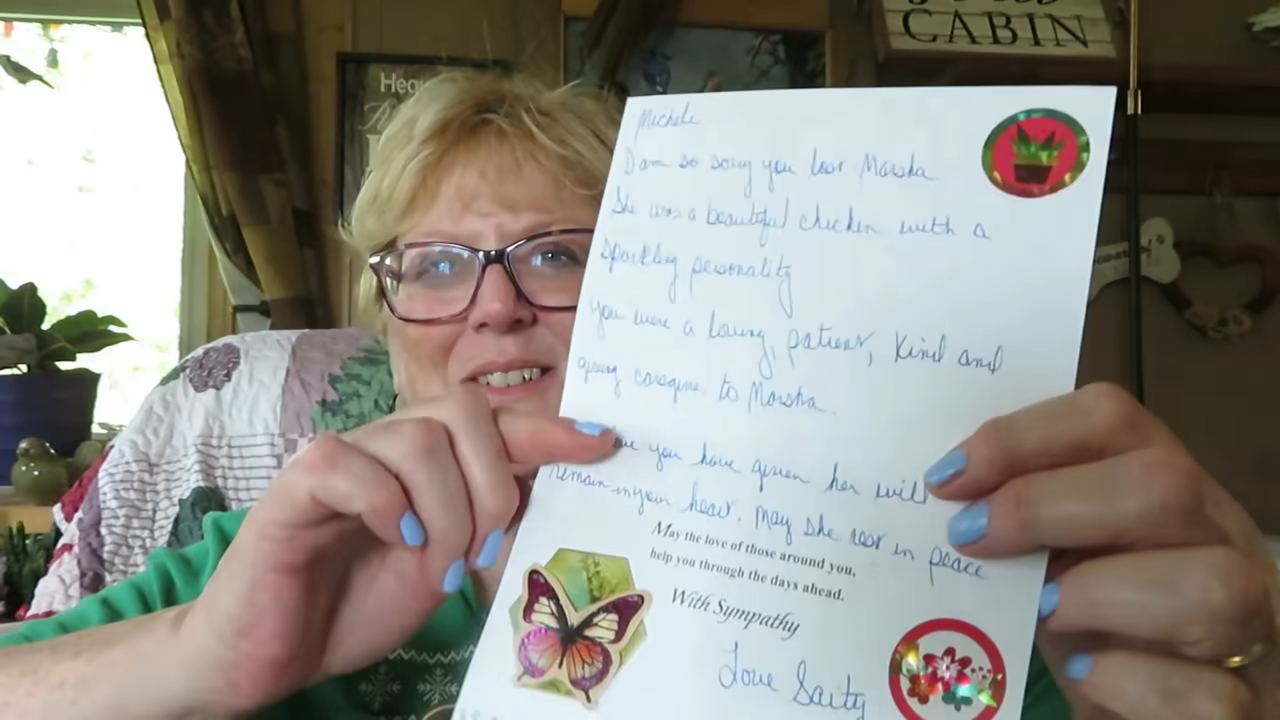 CABIN
Michele
I am so sorry you lost Marsha
She was a beautiful chicken with a
sparkling personality
you were a loving, patient, kind and
giving caregiver to Marsha.
you have given her will
remain in your heart. May she rest in peace
May the love of those around you,
help you through the days ahead.
With Sympathy
Love